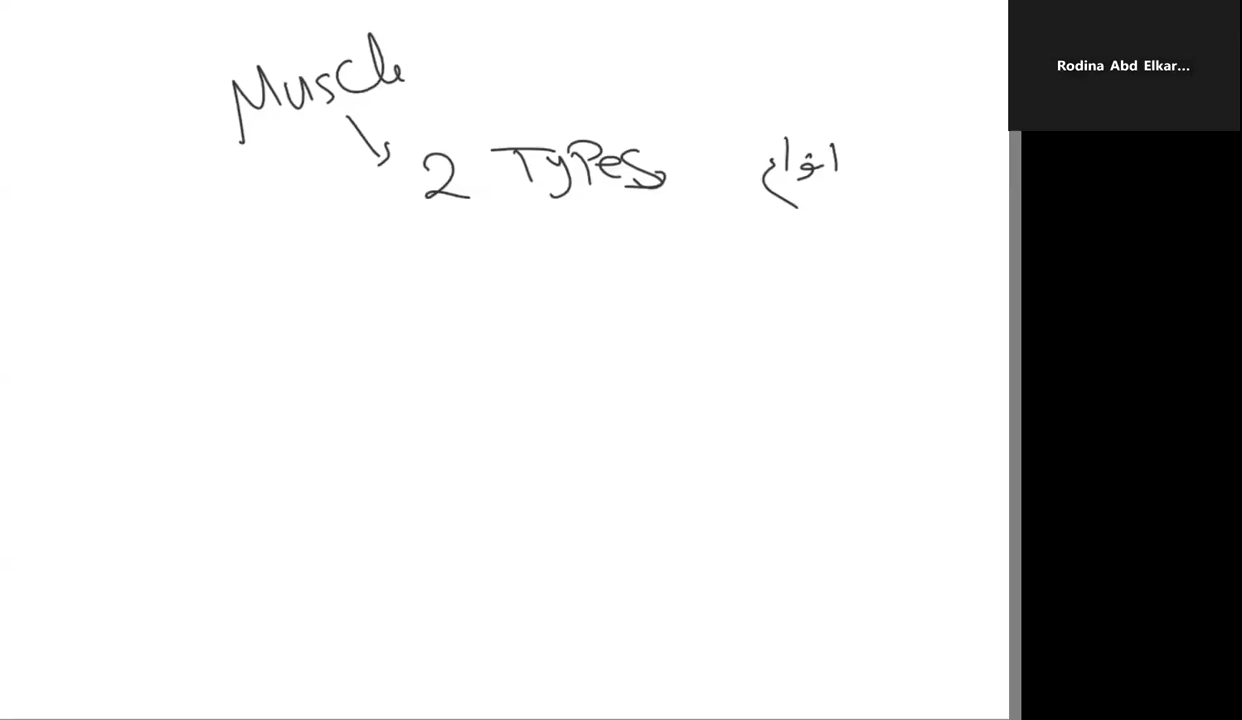 Muscle
2 Types انواع
Rodina Abd Elkar...